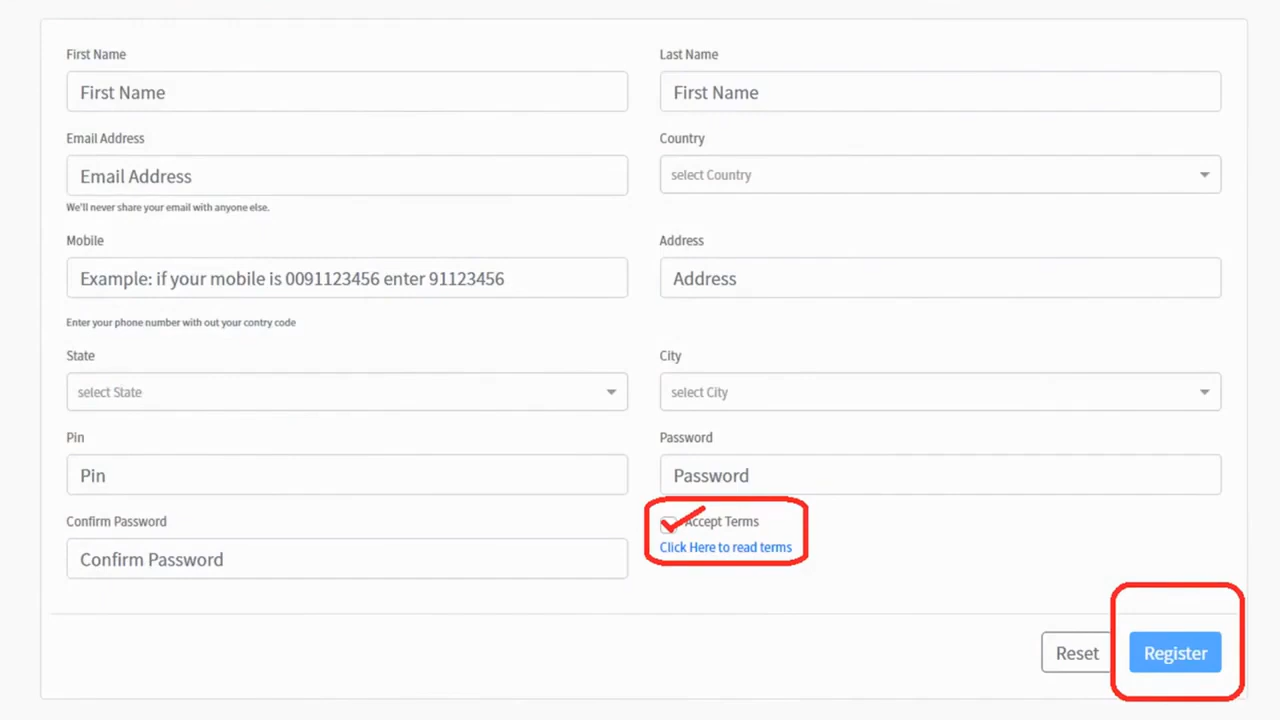 First Name
Last Name
First Name
First Name
Email Address
Country
Email Address
select Country
We'll never share your email with anyone else.
Mobile
Address
Example: if your mobile is 0091123456 enter 91123456
Address
Enter your phone number with out your contry code
State
City
select State
select City
Pin
Password
Pin
Password
Confirm Password
Accept Terms
Confirm Password
Click Here to read terms
Reset
Register